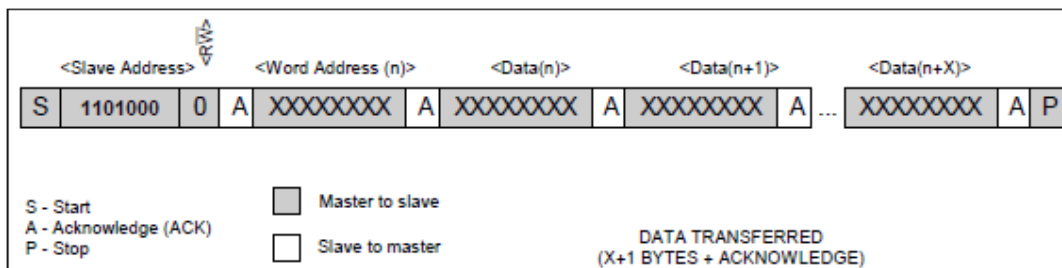 <RW>
<Slave Address> <Word Address (n)> <Data(n)> <Data(n+1)> <Data(n+X)>
S 1101000 0 A XXXXXXXX A XXXXXXXX A XXXXXXXX A ... XXXXXXXX A P
S - Start
A - Acknowledge (ACK)
P - Stop
Master to slave
Slave to master
DATA TRANSFERRED
(X+1 BYTES + ACKNOWLEDGE)